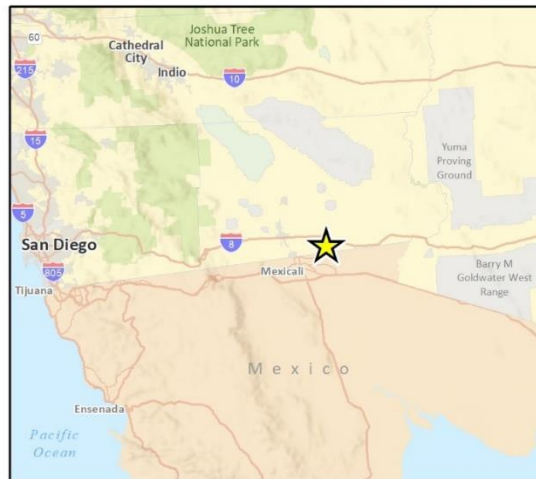 Joshua Tree
National Park
60
Cathedral
City
Indio
215
10
15
Yuma
Proving
Ground
5
San Diego
8
805
Mexicali
Tijuana
Barry M
Goldwater West
Range
Mexico
Ensenada
Pacific
Ocean